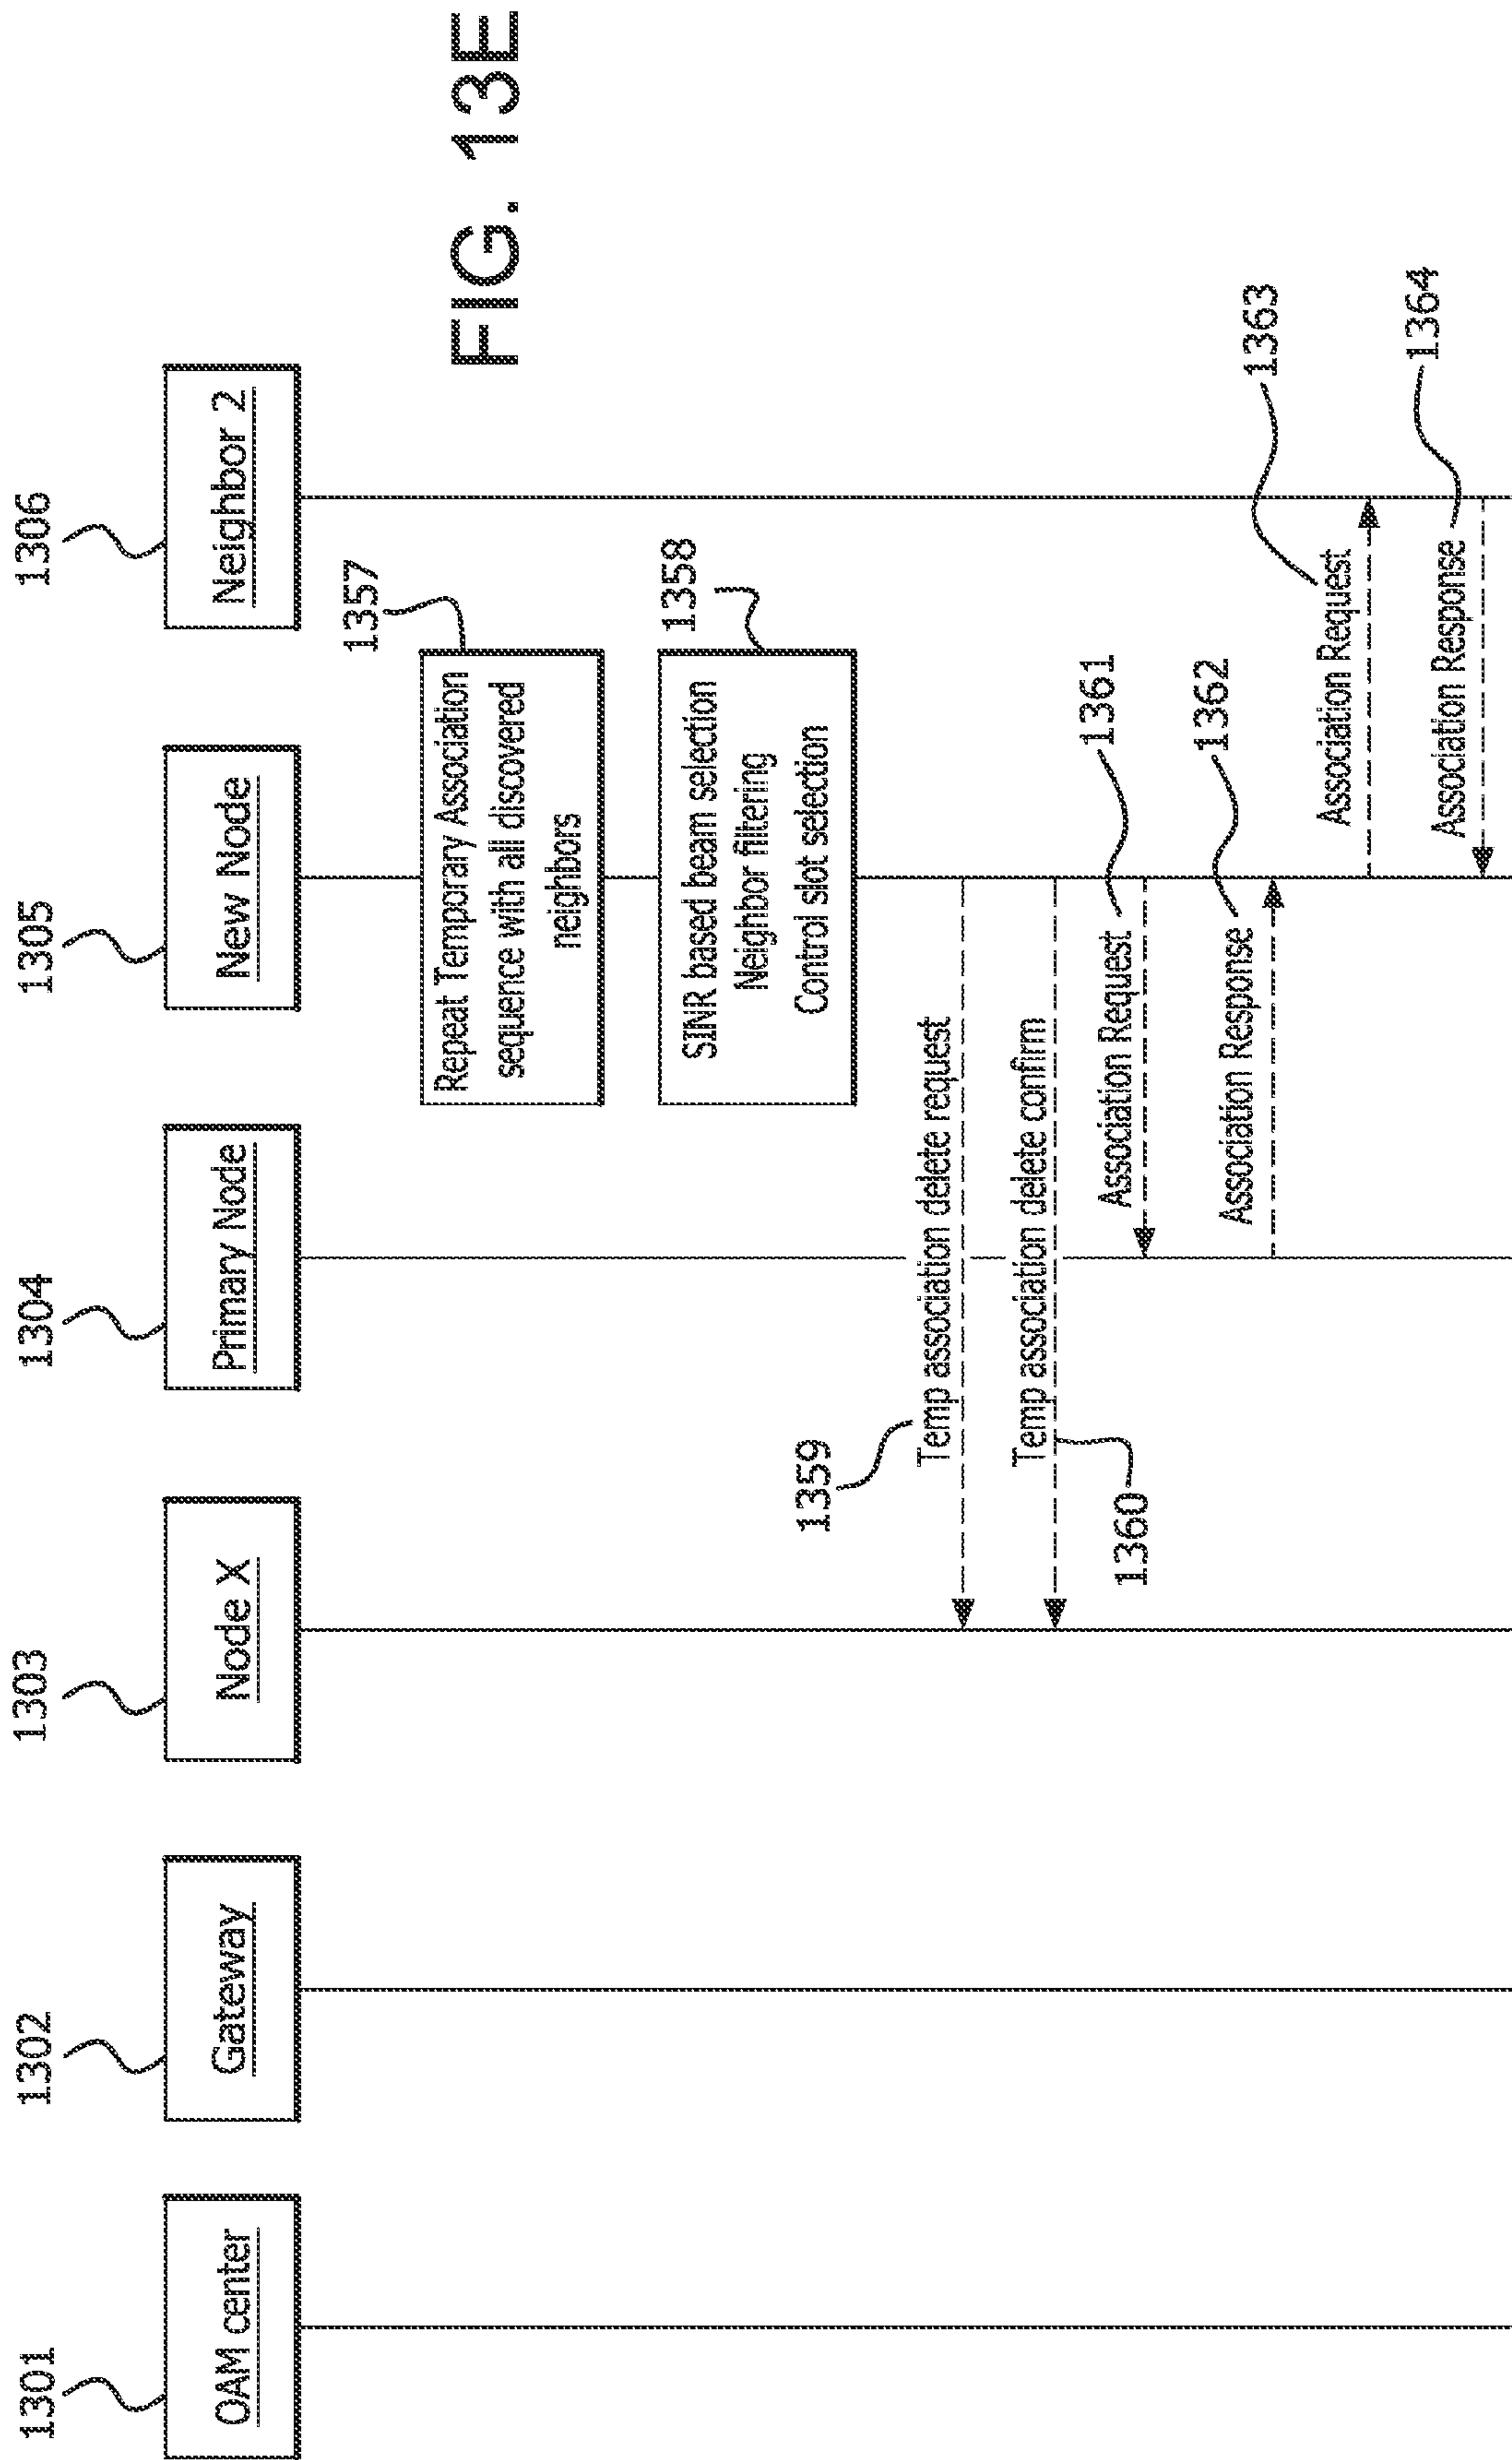 1301
1302
1303
1304
1305
1306
OAM center
Gateway
Node X
Primary Node
New Node
Neighbor 2
FIG. 13E
1357
Repeat Temporary Association
sequence with all discovered
neighbors
1358
SINR based beam selection
Neighbor filtering
Control slot selection
1359
Temp association delete request
Temp association delete confirm
1360
Association Request
1361
Association Response
1362
Association Request
1363
Association Response
1364